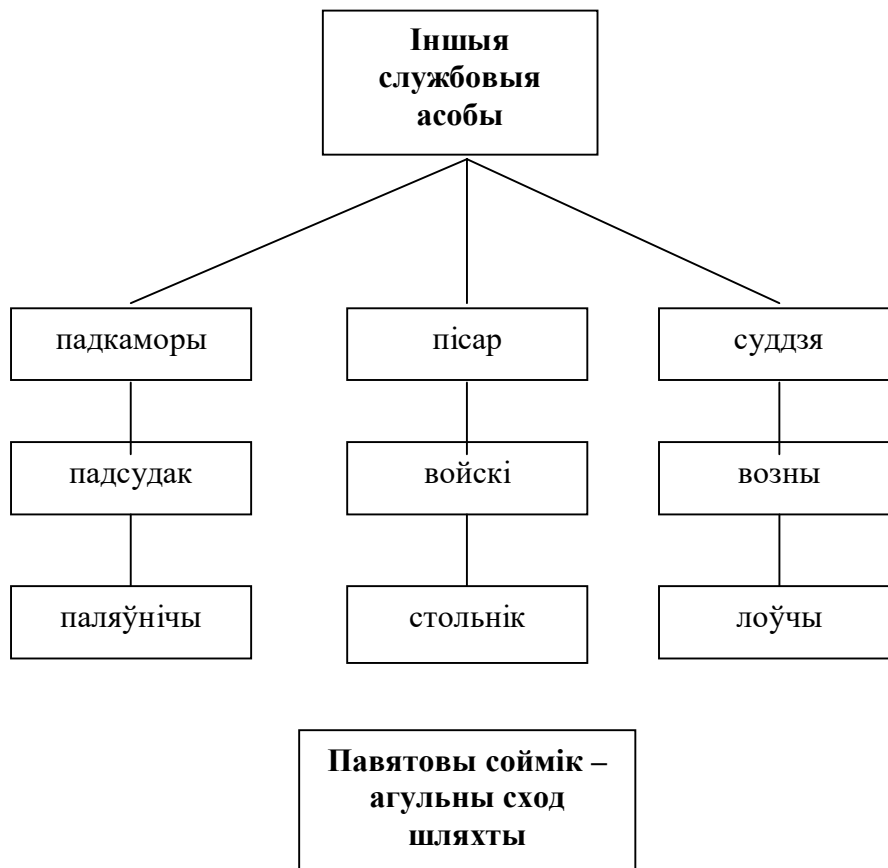 Іншыя
службовыя
асобы
падкаморы
пісар
суддзя
падсудак
войскі
возны
паляўнічы
стольнік
лоўчы
Павятовы соймік –
агульны сход
шляхты